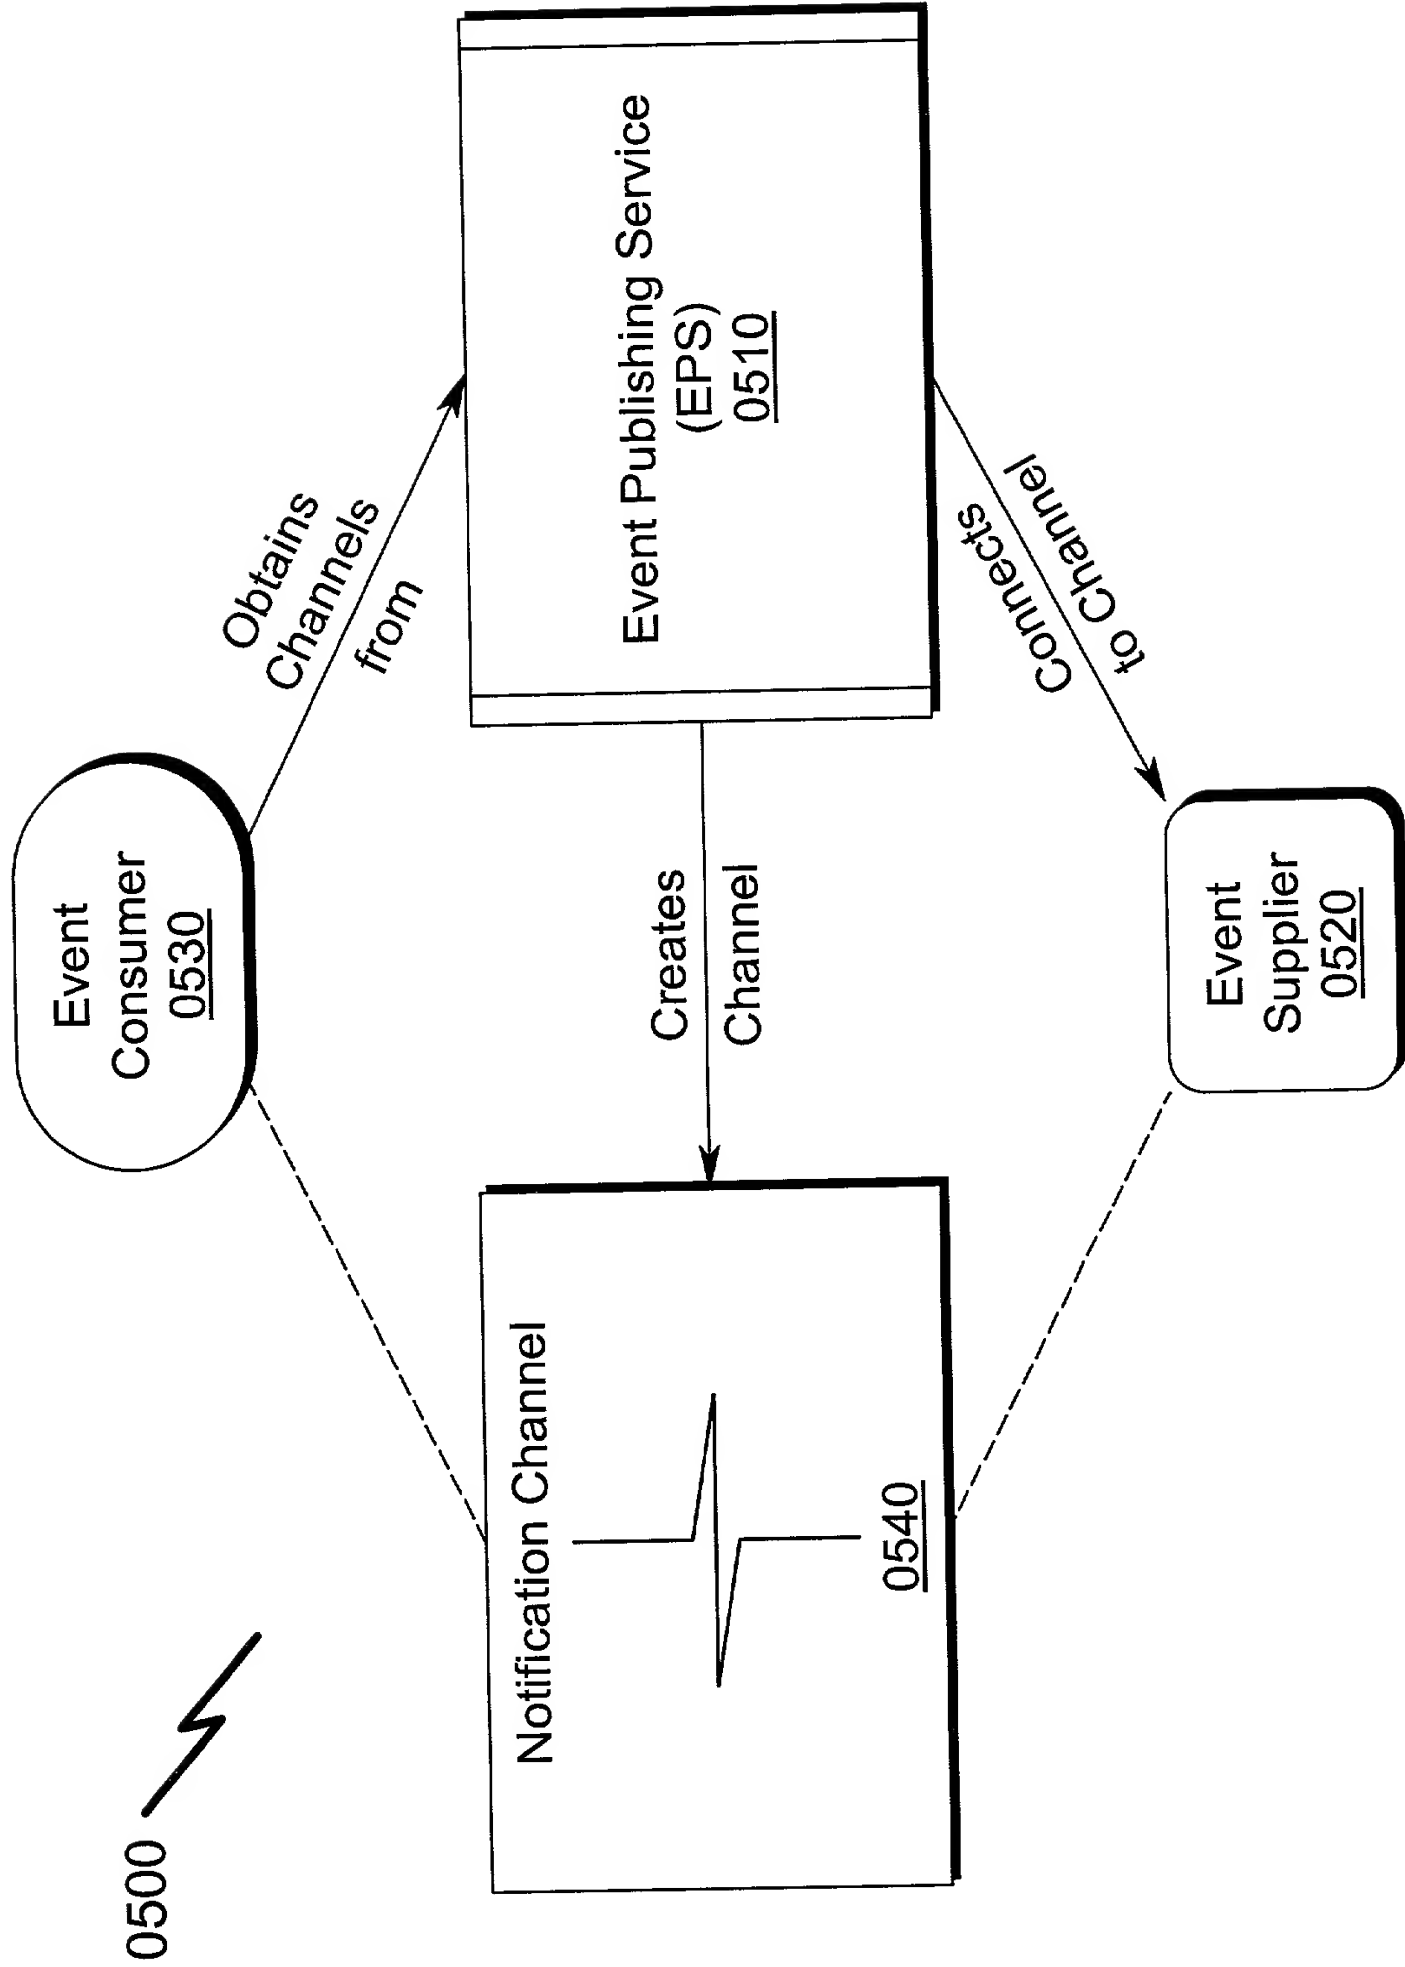 0500
Event
Consumer
0530
Obtains
Channels
from
Notification Channel
0540
Creates
Channel
Event Publishing Service
(EPS)
0510
Connects
to Channel
Event
Supplier
0520